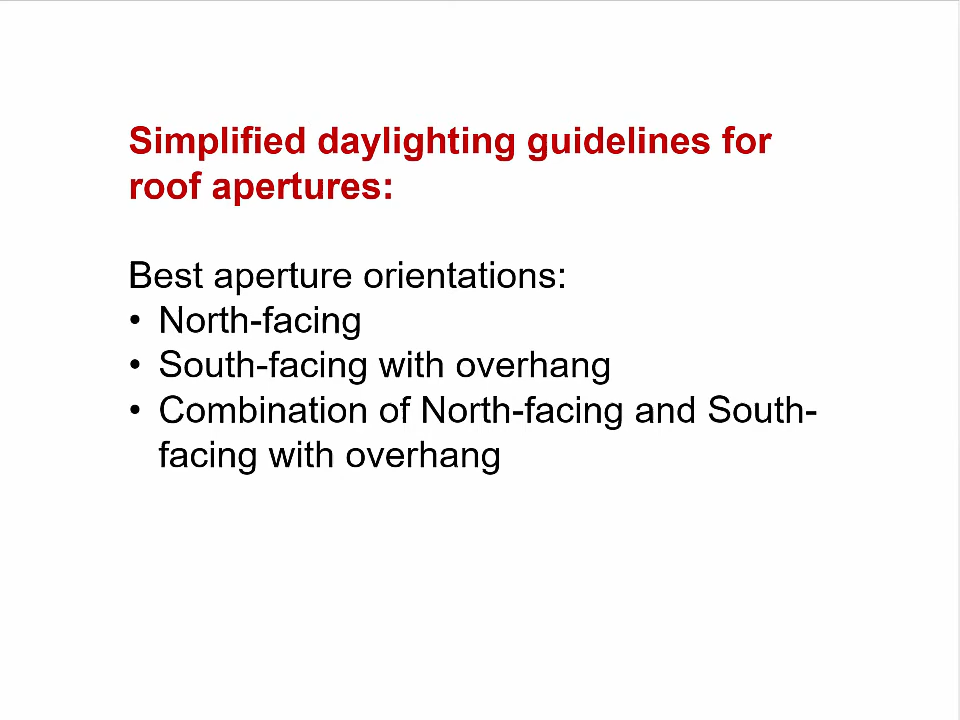 Simplified daylighting guidelines for
roof apertures:
Best aperture orientations:
• North-facing
• South-facing with overhang
• Combination of North-facing and South-
facing with overhang